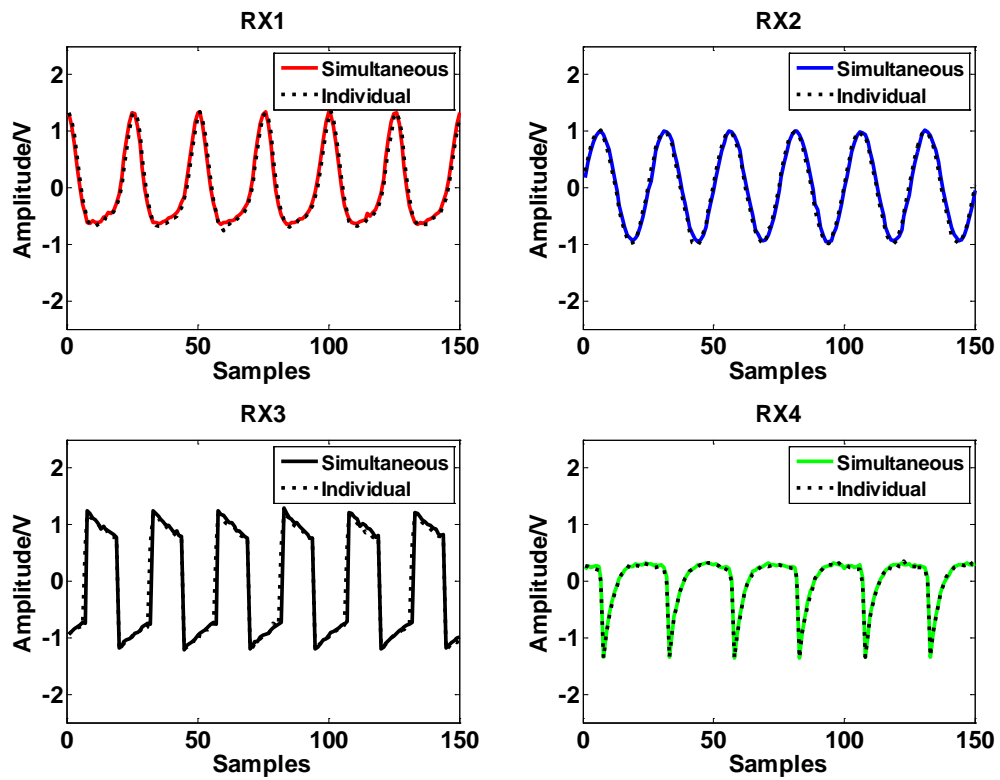 RX1
Amplitude/V
2
1
0
-1
-2
Simultaneous
Individual
0 50 100 150
Samples
RX2
Amplitude/V
2
1
0
-1
-2
Simultaneous
Individual
0 50 100 150
Samples
RX3
Amplitude/V
2
1
0
-1
-2
Simultaneous
Individual
0 50 100 150
Samples
RX4
Amplitude/V
2
1
0
-1
-2
Simultaneous
Individual
0 50 100 150
Samples